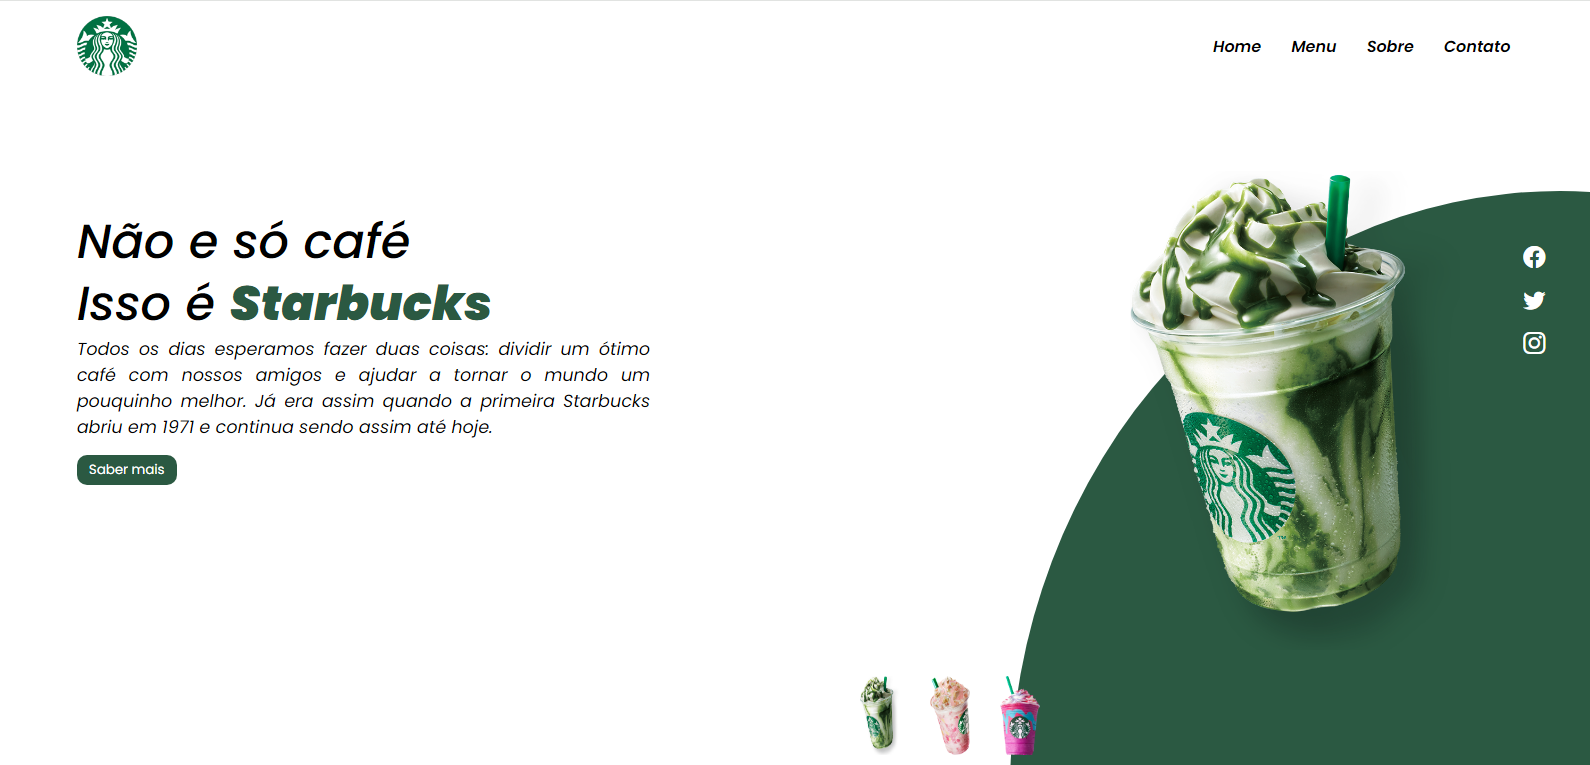 Home Menu Sobre Contato
Não e só café
Isso é Starbucks
Todos os dias esperamos fazer duas coisas: dividir um ótimo
café com nossos amigos e ajudar a tornar o mundo um
pouquinho melhor. Já era assim quando a primeira Starbucks
abriu em 1971 e continua sendo assim até hoje.
Saber mais
TM